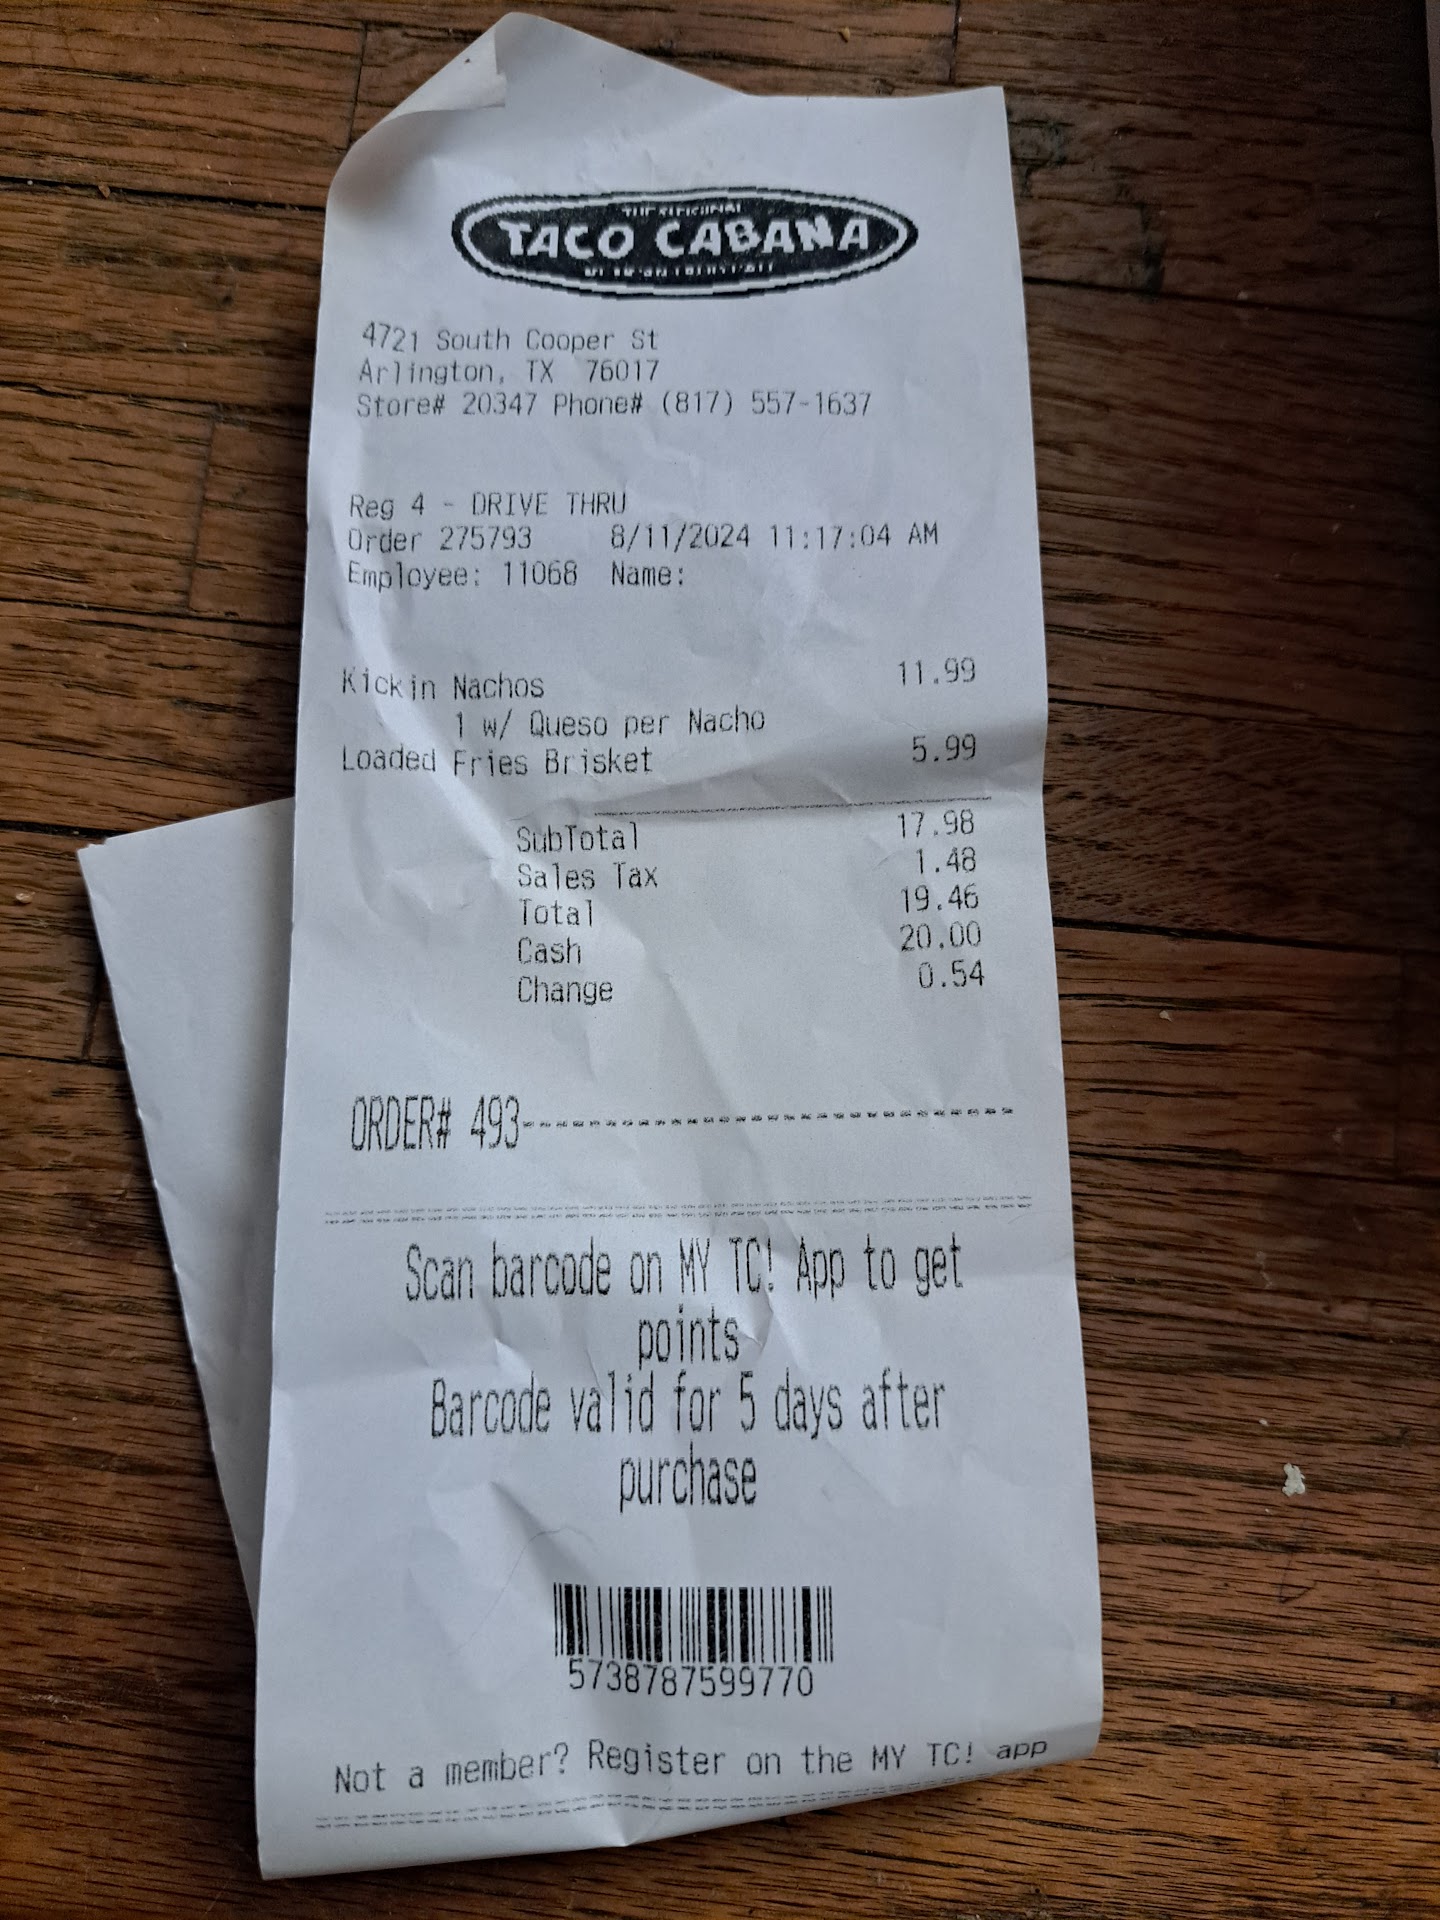 TACO CABANA
4721 South Cooper St
Arlington, TX 76017
Store# 20347 Phone# (817) 557-1637
Reg 4 - DRIVE THRU
Order 275793 8/11/2024 11:17:04 AM
Employee: 11068 Name:
Kickin Nachos 11.99
1 w/ Queso per Nacho
Loaded Fries Brisket 5.99
SubTotal 17.98
Sales Tax 1.48
Total 19.46
Cash 20.00
Change 0.54
ORDER# 493
Scan barcode on MY TC! App to get
points
Barcode valid for 5 days after
purchase
5738787599770
Not a member? Register on the MY TC! app